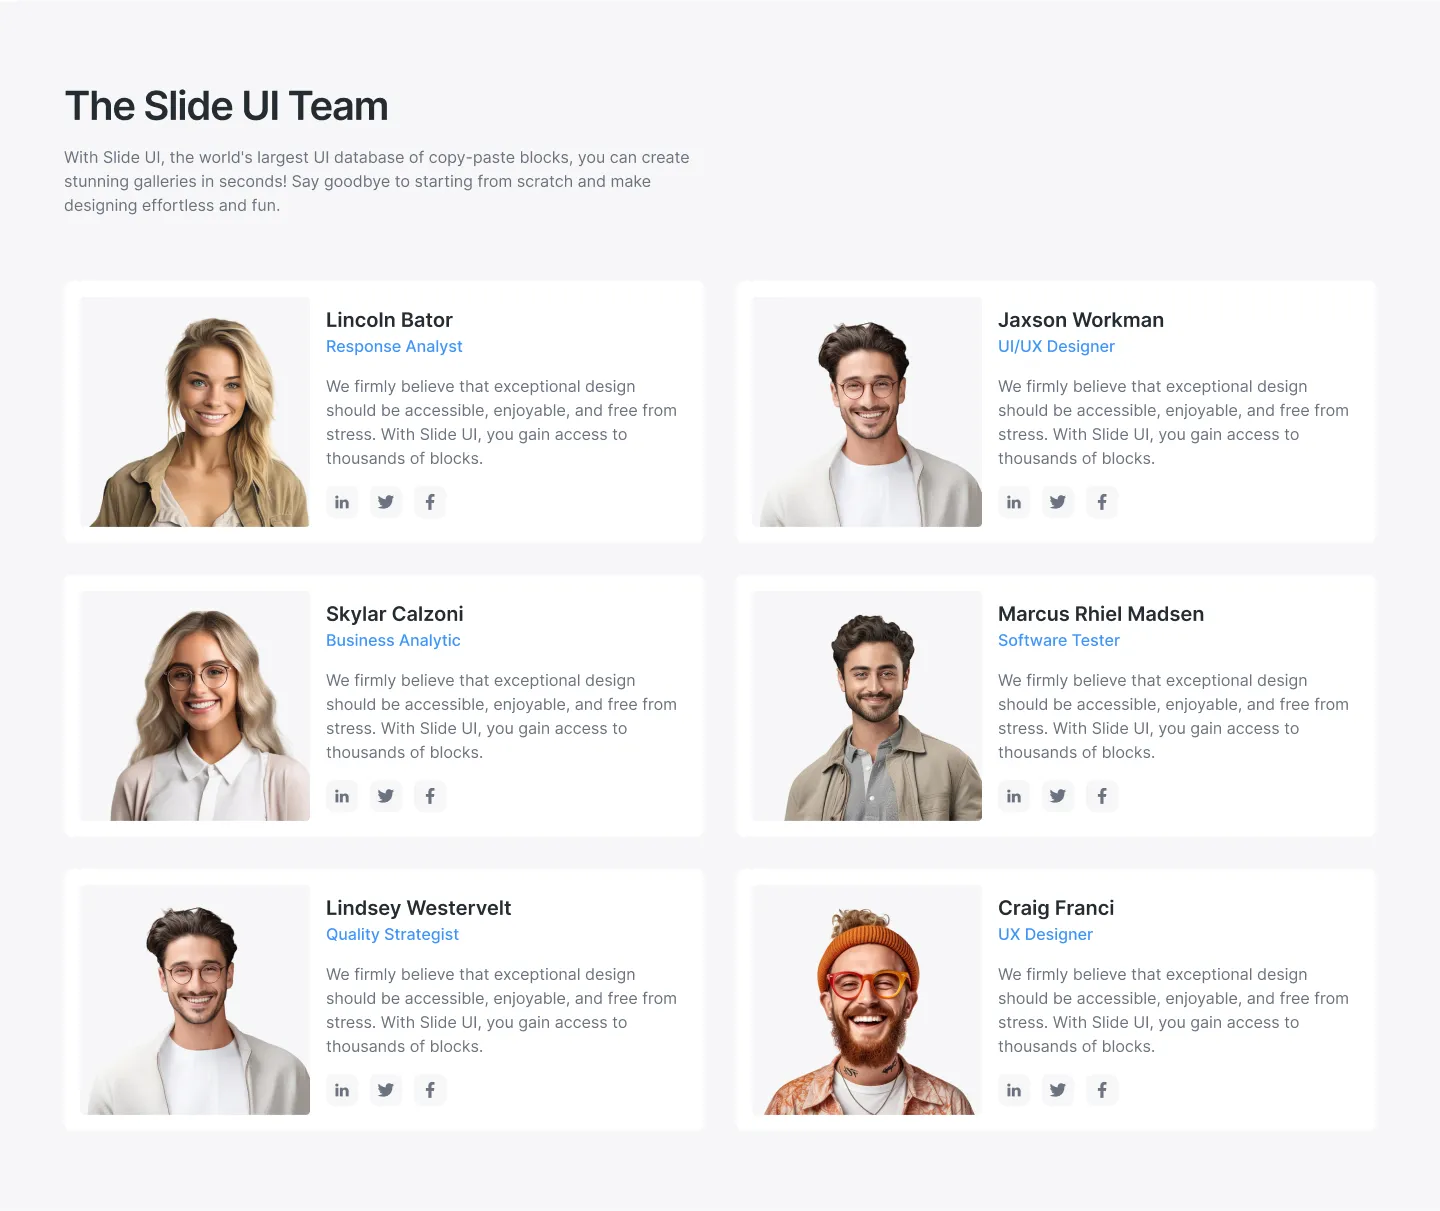 The Slide UI Team
With Slide UI, the world's largest UI database of copy-paste blocks, you can create
stunning galleries in seconds! Say goodbye to starting from scratch and make
designing effortless and fun.
Lincoln Bator
Response Analyst
We firmly believe that exceptional design
should be accessible, enjoyable, and free from
stress. With Slide UI, you gain access to
thousands of blocks.
Jaxson Workman
UI/UX Designer
We firmly believe that exceptional design
should be accessible, enjoyable, and free from
stress. With Slide UI, you gain access to
thousands of blocks.
Skylar Calzoni
Business Analytic
We firmly believe that exceptional design
should be accessible, enjoyable, and free from
stress. With Slide UI, you gain access to
thousands of blocks.
Marcus Rhiel Madsen
Software Tester
We firmly believe that exceptional design
should be accessible, enjoyable, and free from
stress. With Slide UI, you gain access to
thousands of blocks.
Lindsey Westervelt
Quality Strategist
We firmly believe that exceptional design
should be accessible, enjoyable, and free from
stress. With Slide UI, you gain access to
thousands of blocks.
Craig Franci
UX Designer
We firmly believe that exceptional design
should be accessible, enjoyable, and free from
stress. With Slide UI, you gain access to
thousands of blocks.